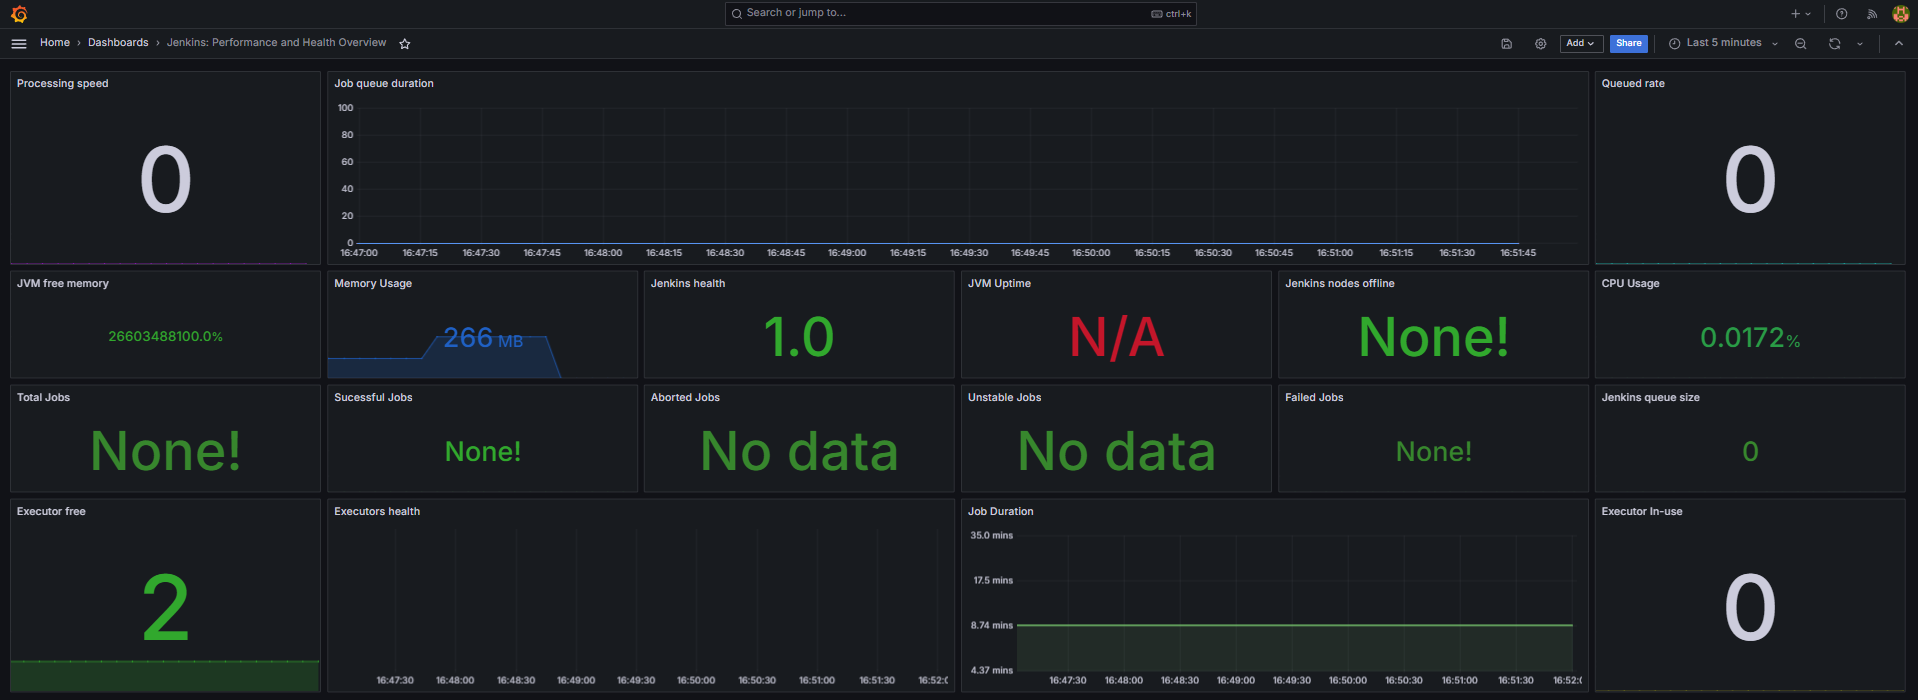 Search or jump to...
ctrl+k
Home › Dashboards › Jenkins: Performance and Health Overview
Add
Share
Last 5 minutes
Processing speed
0
Job queue duration
100
80
60
40
20
0
16:47:00 16:47:15 16:47:30 16:47:45 16:48:00 16:48:15 16:48:30 16:48:45 16:49:00 16:49:15 16:49:30 16:49:45 16:50:00 16:50:15 16:50:30 16:50:45 16:51:00 16:51:15 16:51:30 16:51:45
Queued rate
0
JVM free memory
26603488100.0%
Memory Usage
266 MB
Jenkins health
1.0
JVM Uptime
N/A
Jenkins nodes offline
None!
CPU Usage
0.0172%
Total Jobs
None!
Sucessful Jobs
None!
Aborted Jobs
No data
Unstable Jobs
No data
Failed Jobs
None!
Jenkins queue size
0
Executor free
2
Executors health
16:47:30 16:48:00 16:48:30 16:49:00 16:49:30 16:50:00 16:50:30 16:51:00 16:51:30 16:52:0
Job Duration
35.0 mins
17.5 mins
8.74 mins
4.37 mins
16:47:30 16:48:00 16:48:30 16:49:00 16:49:30 16:50:00 16:50:30 16:51:00 16:51:30 16:52:0
Executor In-use
0